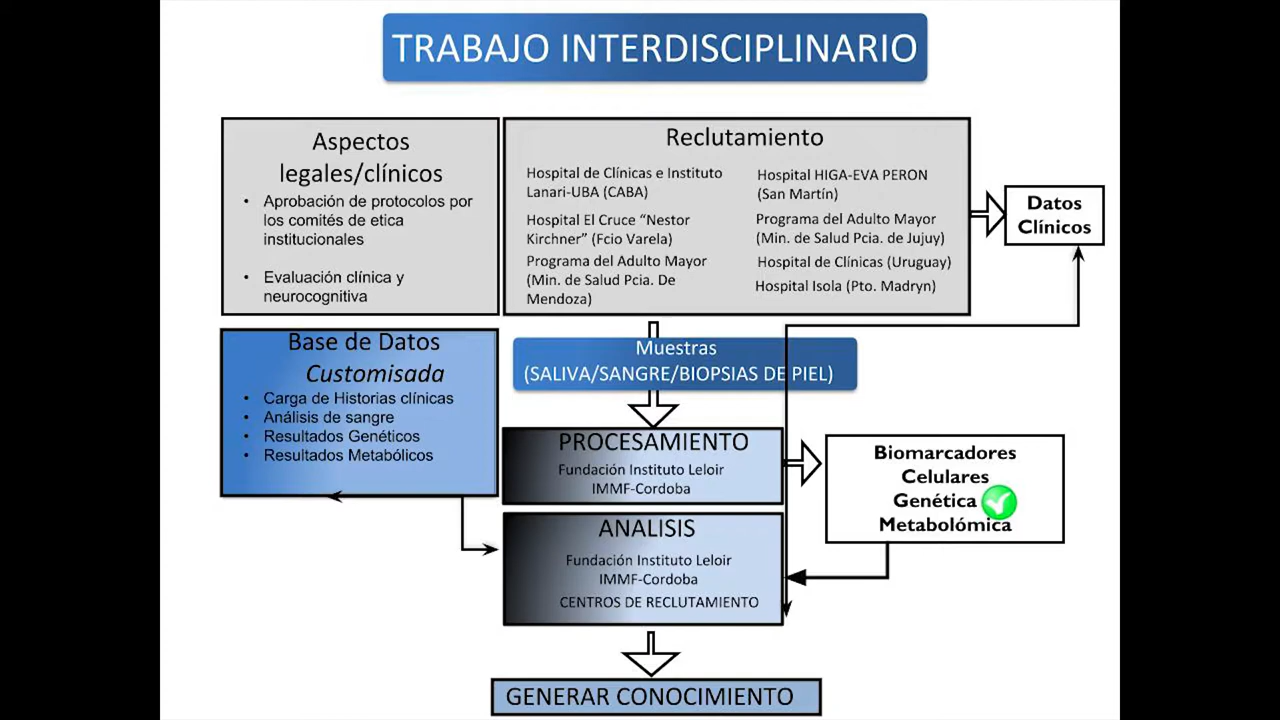 TRABAJO INTERDISCIPLINARIO
Aspectos
legales/clínicos
• Aprobación de protocolos por
los comités de etica
institucionales
• Evaluación clínica y
neurocognitiva
Reclutamiento
Hospital de Clínicas e Instituto
Lanari-UBA (CABA)
Hospital El Cruce “Nestor
Kirchner” (Fcio Varela)
Programa del Adulto Mayor
(Min. de Salud Pcia. De
Mendoza)
Hospital HIGA-EVA PERON
(San Martín)
Programa del Adulto Mayor
(Min. de Salud Pcia. de Jujuy)
Hospital de Clínicas (Uruguay)
Hospital Isola (Pto. Madryn)
Datos
Clínicos
Base de Datos
Customisada
• Carga de Historias clínicas
• Análisis de sangre
• Resultados Genéticos
• Resultados Metabólicos
Muestras
(SALIVA/SANGRE/BIOPSIAS DE PIEL)
PROCESAMIENTO
Fundación Instituto Leloir
IMMF-Cordoba
Biomarcadores
Celulares
Genética
Metabolómica
ANALISIS
Fundación Instituto Leloir
IMMF-Cordoba
CENTROS DE RECLUTAMIENTO
GENERAR CONOCIMIENTO